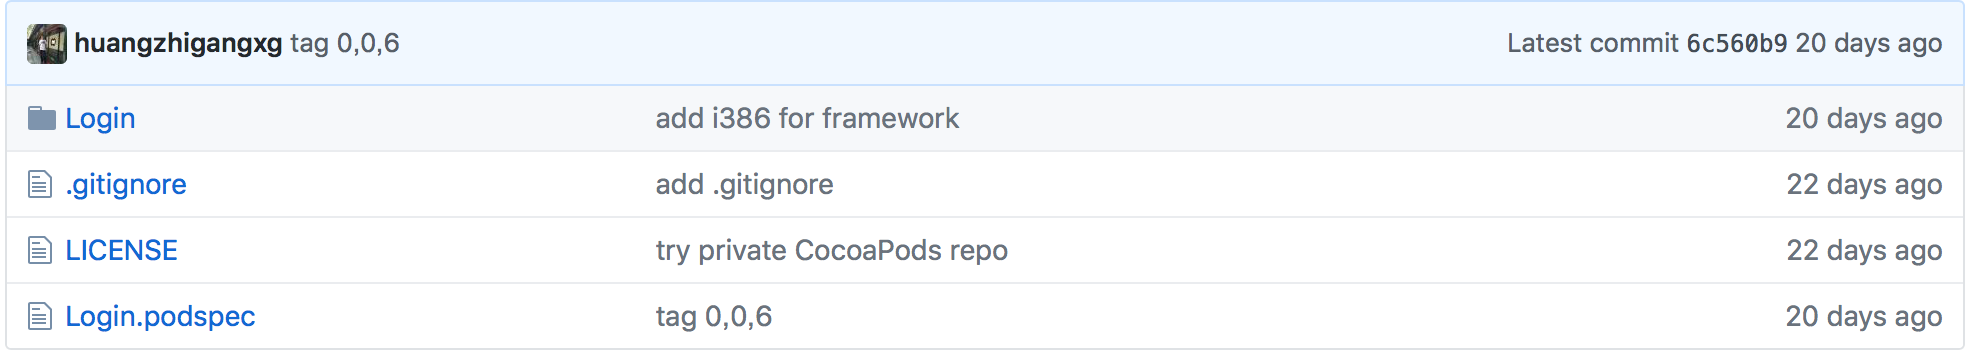 huangzhigangxg tag 0,0,6 Latest commit 6c560b9 20 days ago
Login add i386 for framework 20 days ago
.gitignore add .gitignore 22 days ago
LICENSE try private CocoaPods repo 22 days ago
Login.podspec tag 0,0,6 20 days ago